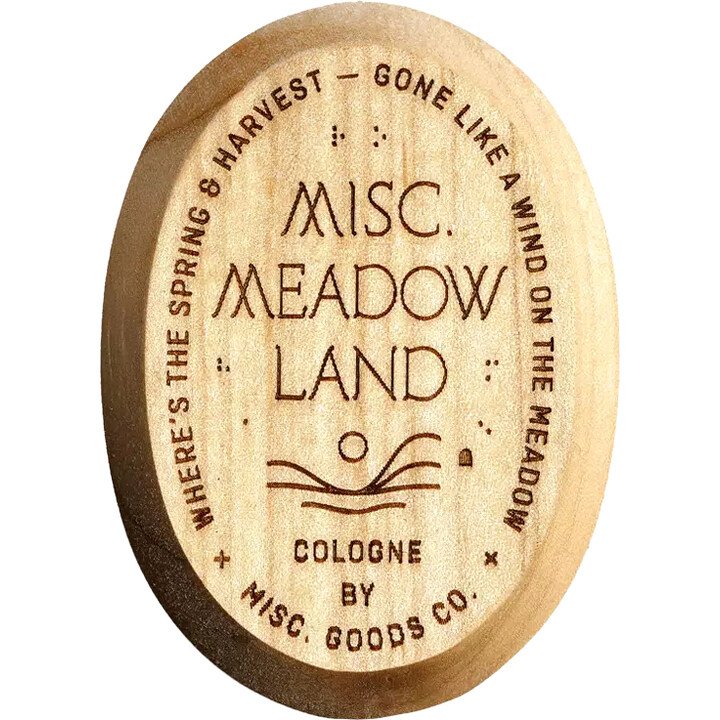 WHERE'S THE SPRING & HARVEST — GONE LIKE A WIND ON THE MEADOW
MISC.
MEADOW
LAND
COLOGNE
BY
MISC. GOODS CO.